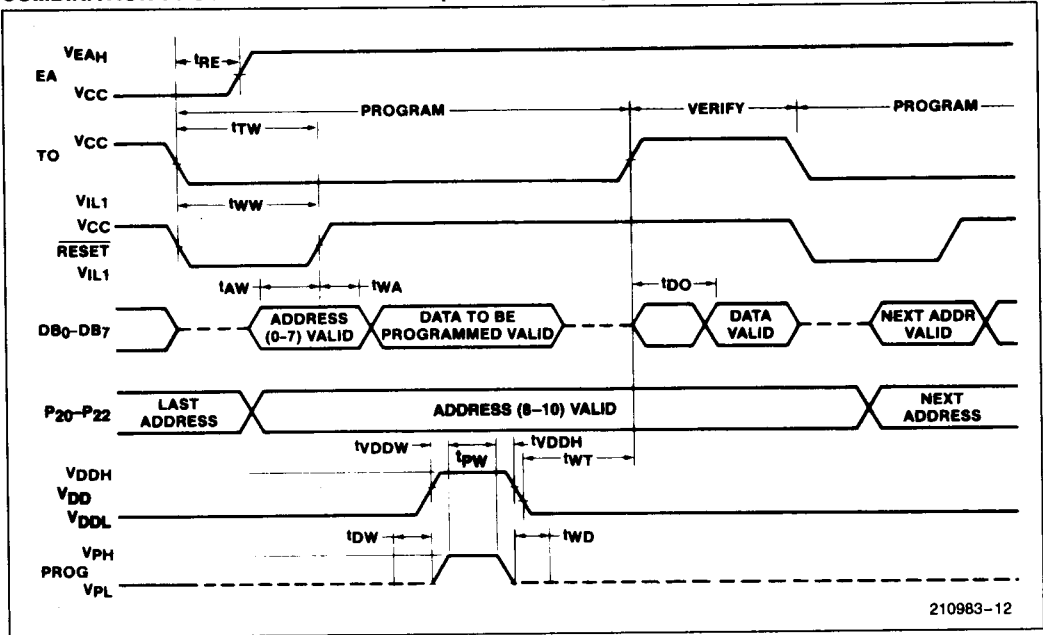 VEAH
EA
VCC
tRE
PROGRAM
VERIFY
PROGRAM
tTW
VCC
TO
VIL1
tWW
VCC
RESET
VIL1
tAW
tWA
tDO
DB0–DB7
ADDRESS
(0-7) VALID
DATA TO BE
PROGRAMMED VALID
DATA
VALID
NEXT ADDR
VALID
P20–P22
LAST
ADDRESS
ADDRESS (8–10) VALID
NEXT
ADDRESS
tVDDW
tPW
tVDDH
tWT
VDDH
VDD
VDDL
tDW
tWD
VPH
PROG
VPL
210983–12